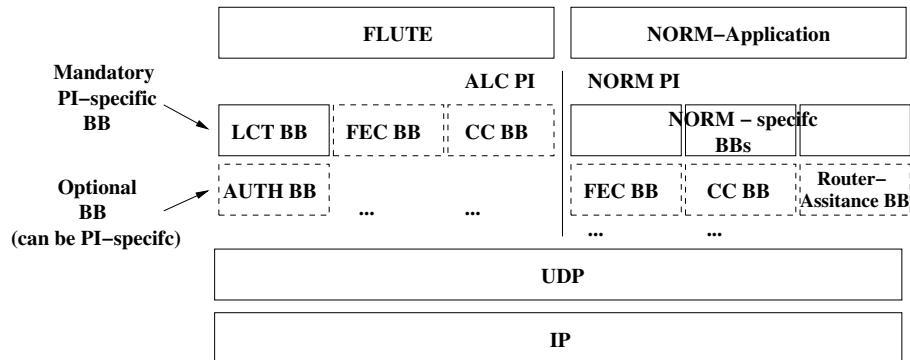 FLUTE
NORM–Application
Mandatory
PI–specific
BB
ALC PI
NORM PI
LCT BB
FEC BB
CC BB
NORM – specifc
BBs
Optional
BB
(can be PI–specifc)
AUTH BB
...
...
FEC BB
CC BB
Router–
Assitance BB
...
...
UDP
IP